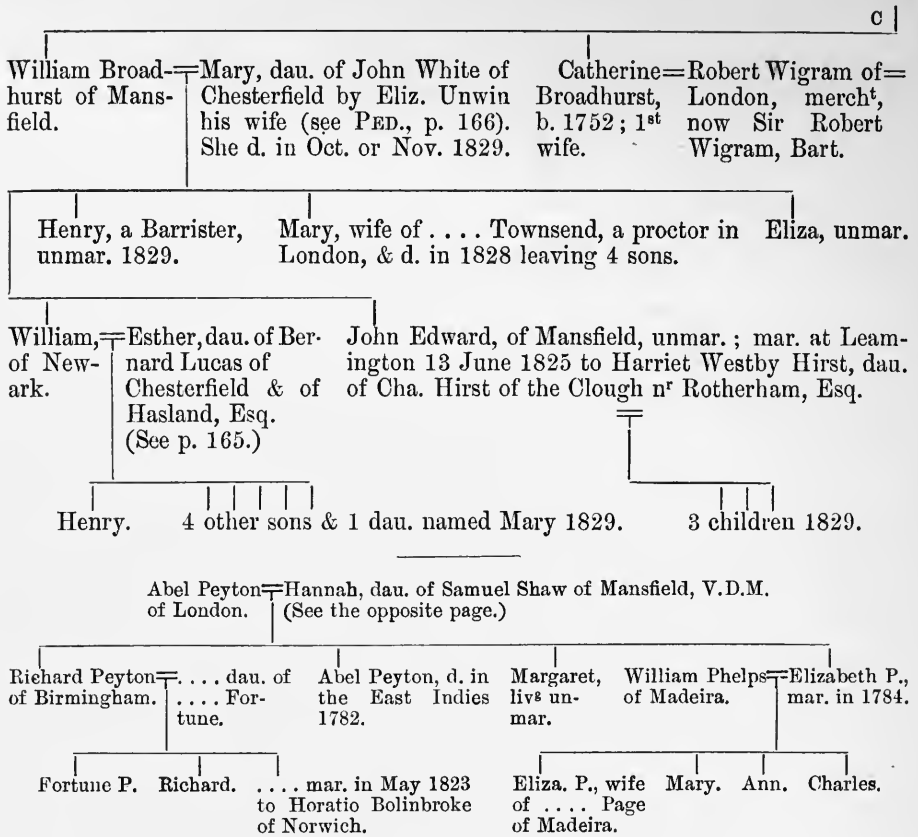 C
William Broad-
hurst of Mans-
field.
Mary, dau. of John White of
Chesterfield by Eliz. Unwin
his wife (see PED., p. 166).
She d. in Oct. or Nov. 1829.
Catherine
Broadhurst,
b. 1752; 1st
wife.
Robert Wigram of
London, mercht,
now Sir Robert
Wigram, Bart.
Henry, a Barrister,
unmar. 1829.
Mary, wife of .... Townsend, a proctor in
London, & d. in 1828 leaving 4 sons.
Eliza, unmar.
William,
of New-
ark.
Esther, dau. of Ber-
nard Lucas of
Chesterfield & of
Hasland, Esq.
(See p. 165.)
John Edward, of Mansfield, unmar.; mar. at Leam-
ington 13 June 1825 to Harriet Westby Hirst, dau.
of Cha. Hirst of the Clough nr Rotherham, Esq.
Henry.
4 other sons & 1 dau. named Mary 1829.
3 children 1829.
Abel Peyton
of London.
Hannah, dau. of Samuel Shaw of Mansfield, V.D.M.
(See the opposite page.)
Richard Peyton
of Birmingham.
.... dau. of
.... For-
tune.
Abel Peyton, d. in
the East Indies
1782.
Margaret,
livg un-
mar.
William Phelps
of Madeira.
Elizabeth P.,
mar. in 1784.
Fortune P.
Richard.
.... mar. in May 1823
to Horatio Bolinbroke
of Norwich.
Eliza. P., wife
of .... Page
of Madeira.
Mary.
Ann.
Charles.